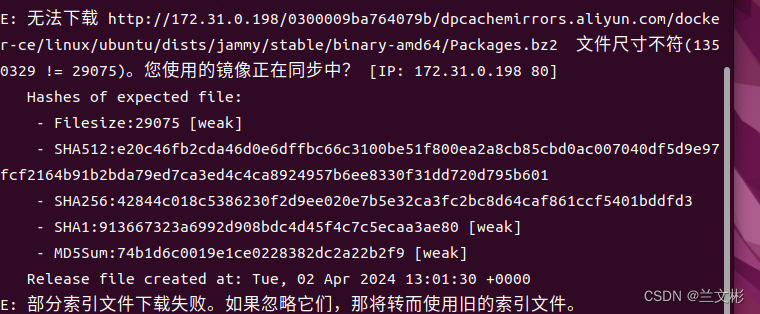 E: 无法下载 http://172.31.0.198/0300009ba764079b/dpcachemirrors.aliyun.com/docke
r-ce/linux/ubuntu/dists/jammy/stable/binary-amd64/Packages.bz2  文件尺寸不符(135
0329 != 29075)。您使用的镜像正在同步中? [IP: 172.31.0.198 80]
Hashes of expected file:
- Filesize:29075 [weak]
- SHA512:e20c46fb2cda46d0e6dffbc66c3100be51f800ea2a8cb85cbd0ac007040df5d9e97
fcf2164b91b2bda79ed7ca3ed4c4ca8924957b6ee8330f31dd720d795b601
- SHA256:42844c018c5386230f2d9ee020e7b5e32ca3fc2bc8d64caf861ccf5401bddfd3
- SHA1:913667323a6992d908bdc4d45f4c7c5ecaa3ae80 [weak]
- MD5Sum:74b1d6c0019e1ce0228382dc2a22b2f9 [weak]
Release file created at: Tue, 02 Apr 2024 13:01:30 +0000
E: 部分索引文件下载失败。如果忽略它们，那将转而使用旧的索引文件。
CSDN @兰文彬